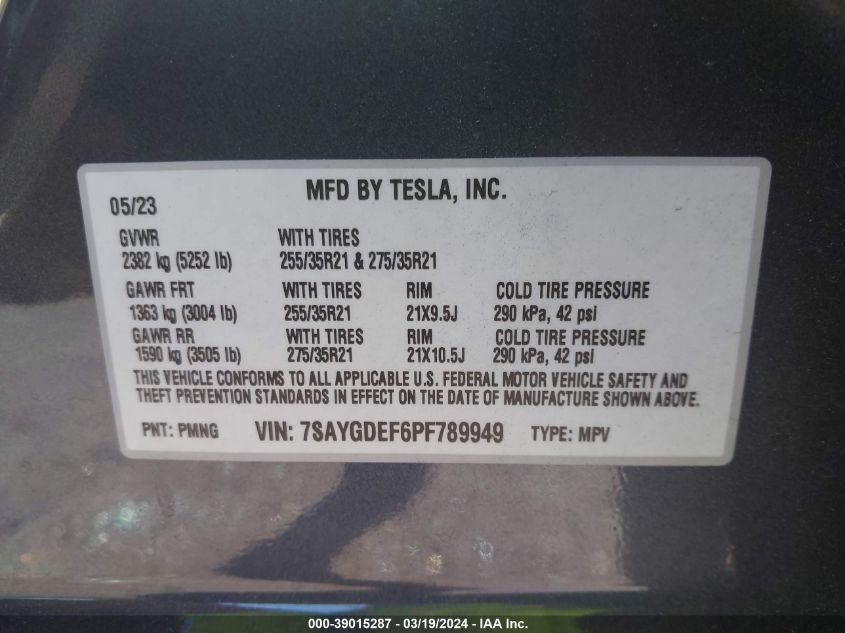 MFD BY TESLA, INC.
05/23
GVWR WITH TIRES
2382 kg (5252 lb) 255/35R21 & 275/35R21
GAWR FRT WITH TIRES RIM COLD TIRE PRESSURE
1363 kg (3004 lb) 255/35R21 21X9.5J 290 kPa, 42 psi
GAWR RR WITH TIRES RIM COLD TIRE PRESSURE
1590 kg (3505 lb) 275/35R21 21X10.5J 290 kPa, 42 psi
THIS VEHICLE CONFORMS TO ALL APPLICABLE U.S. FEDERAL MOTOR VEHICLE SAFETY AND
THEFT PREVENTION STANDARDS IN EFFECT ON THE DATE OF MANUFACTURE SHOWN ABOVE.
PNT: PMNG VIN: 7SAYGDEF6PF789949 TYPE: MPV
000-39015287 - 03/19/2024 - IAA Inc.